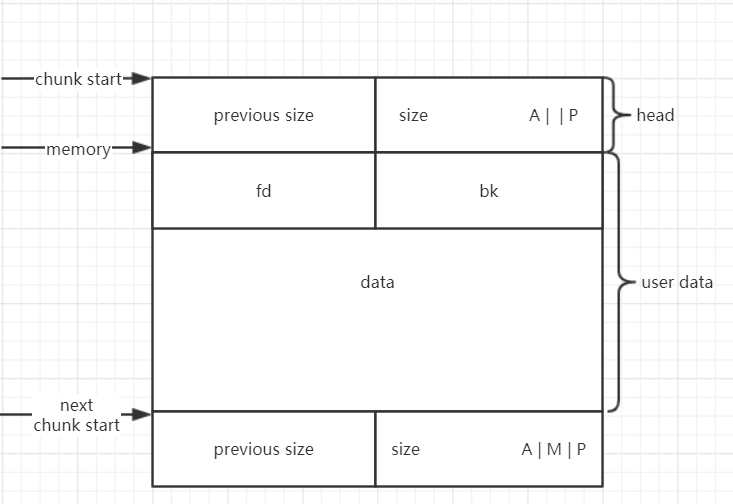 chunk start
previous size
size
A | | P
head
memory
fd
bk
data
user data
next
chunk start
previous size
size
A | M | P